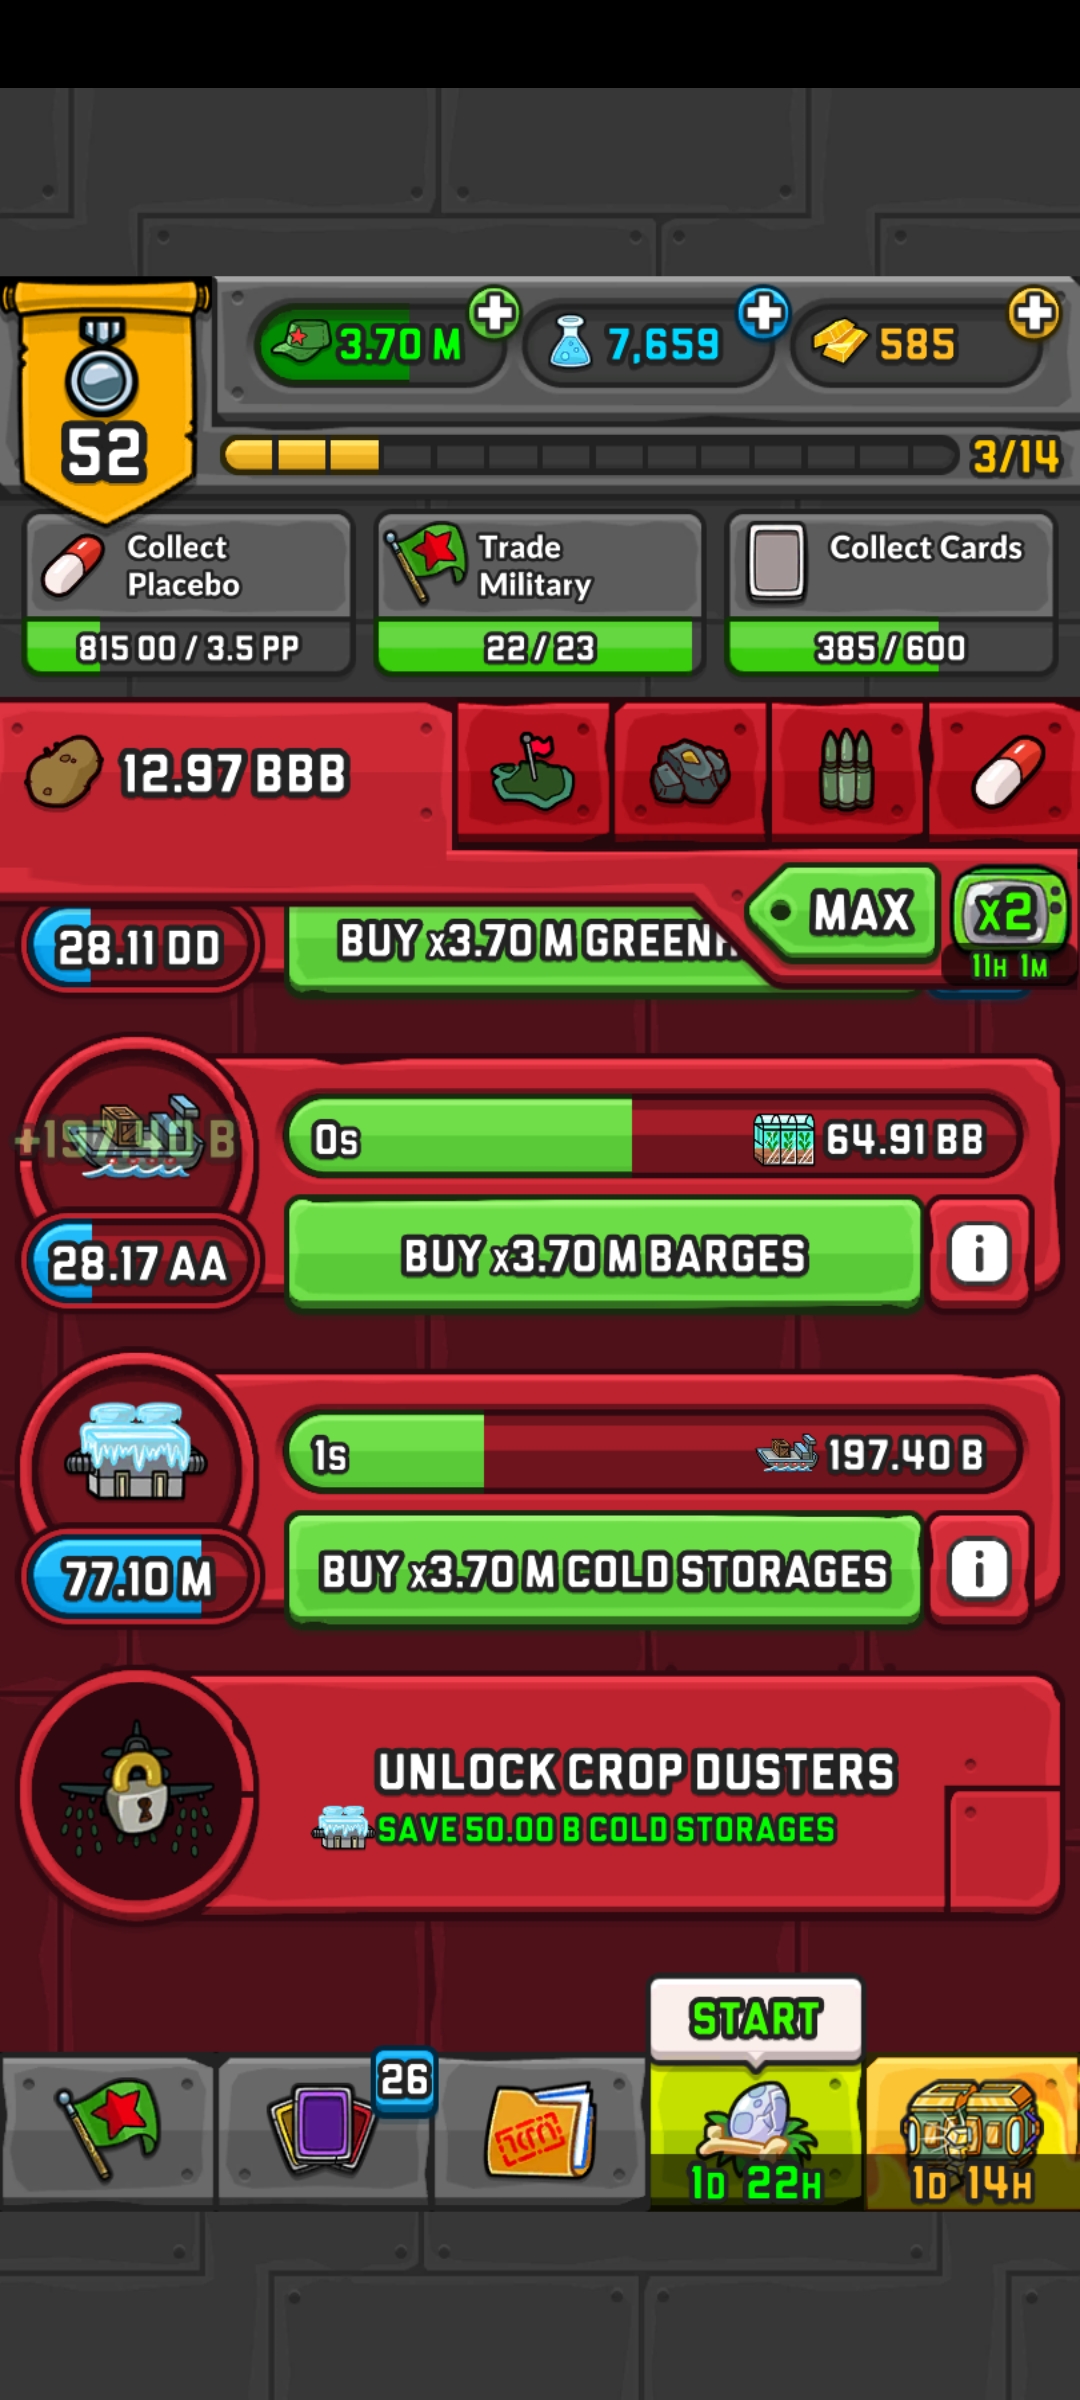 3.70 M
7,659
585
52
3/14
Collect
Placebo
815 OO / 3.5 PP
Trade
Military
22 / 23
Collect Cards
385 / 600
12.97 BBB
MAX
x2
11H 1M
28.11 DD
BUY x3.70 M
+197.40 B
0s
64.91 BB
28.17 AA
BUY x3.70 M BARGES
i
1s
197.40 B
77.10 M
BUY x3.70 M COLD STORAGES
i
UNLOCK CROP DUSTERS
SAVE 50.00 B COLD STORAGES
START
26
1D 22H
1D 14H